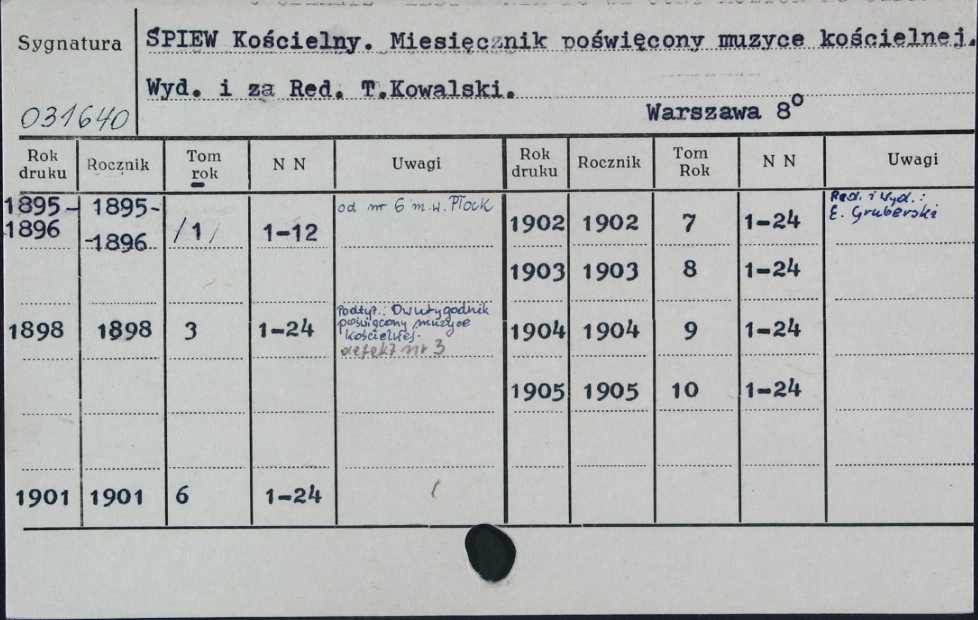 Sygnatura
ŚPIEW Kościelny. Miesięcznik poświęcony muzyce kościelnej.
Wyd. i za Red. T.Kowalski.
031640
Warszawa 8°
Rok druku Rocznik Tom rok N N Uwagi Rok druku Rocznik Tom Rok N N Uwagi
1895-1896 1895-1896 /1/ 1-12 od nr 6 m.w. Płock
1902 1902 7 1-24 Red. i wyd.: E. Gruberski
1903 1903 8 1-24
1898 1898 3 1-24 Podtyt.: Dwutygodnik poświęcony muzyce kościelnej. defekt nr 3
1904 1904 9 1-24
1905 1905 10 1-24
1901 1901 6 1-24